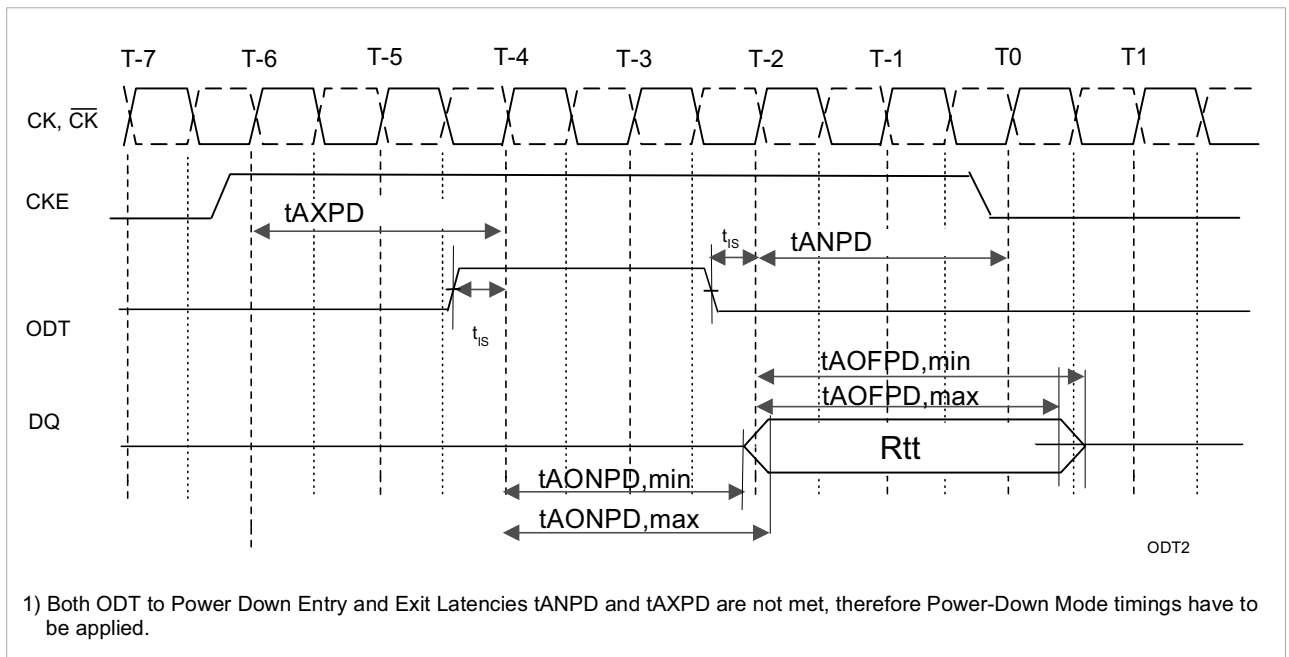 T-7 T-6 T-5 T-4 T-3 T-2 T-1 T0 T1
CK, C̅K̅
CKE
tAXPD
tIS
tANPD
ODT
tIS
tAOFPD,min
tAOFPD,max
DQ
Rtt
tAONPD,min
tAONPD,max
ODT2
1) Both ODT to Power Down Entry and Exit Latencies tANPD and tAXPD are not met, therefore Power-Down Mode timings have to
be applied.